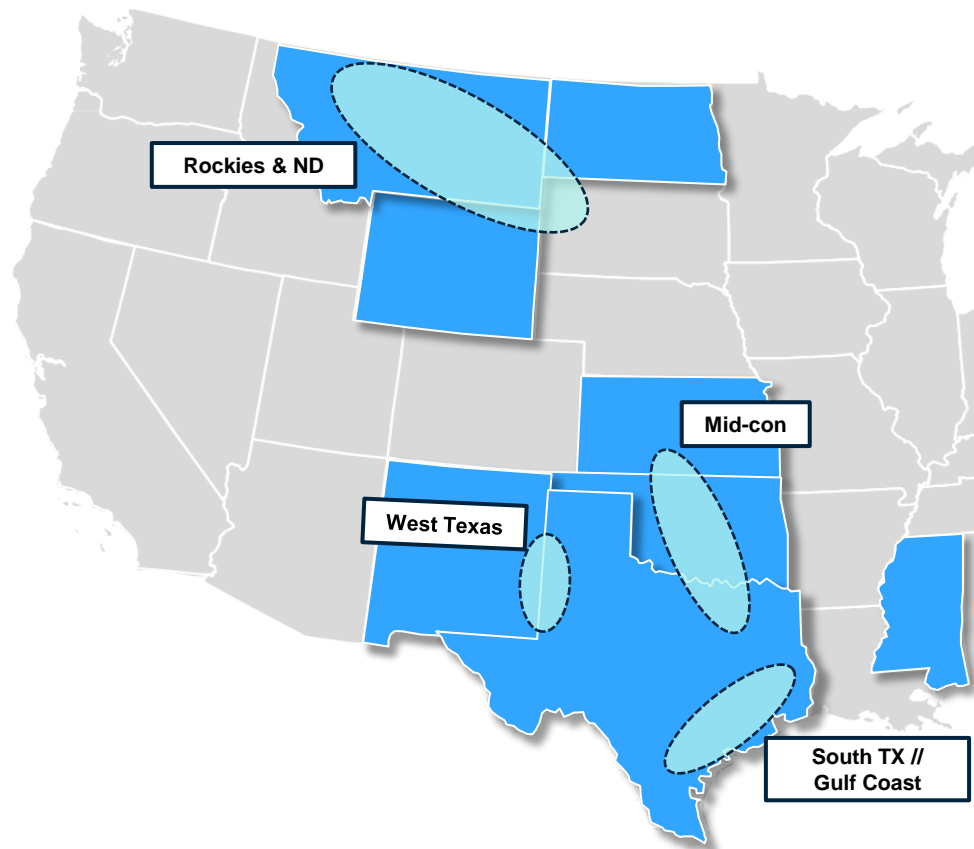 Rockies & ND
Mid-con
West Texas
South TX //
Gulf Coast